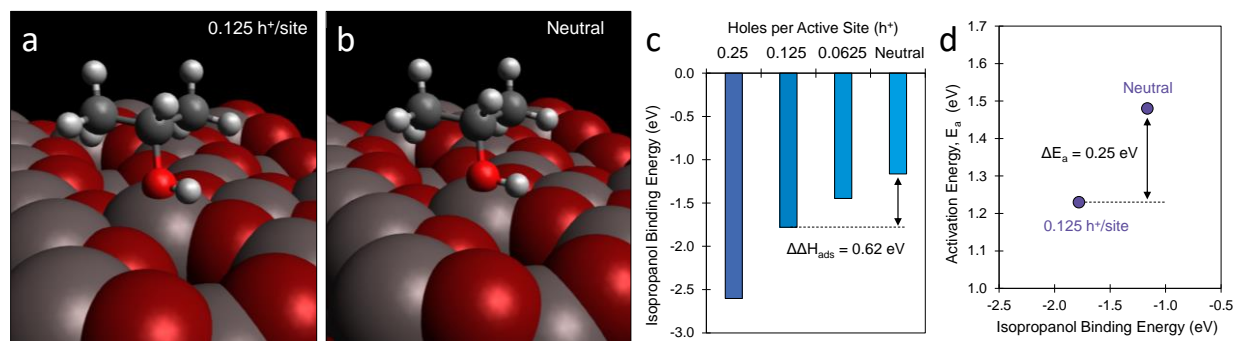 a
0.125 h⁺/site
b
Neutral
c
Holes per Active Site (h⁺)
0.25 0.125 0.0625 Neutral
0.0
-0.5
-1.0
-1.5
-2.0
-2.5
-3.0
Isopropanol Binding Energy (eV)
ΔΔHads = 0.62 eV
d
1.7
1.6
1.5
1.4
1.3
1.2
1.1
1.0
Activation Energy, Ea (eV)
Neutral
ΔEa = 0.25 eV
0.125 h⁺/site
-2.5 -2.0 -1.5 -1.0 -0.5
Isopropanol Binding Energy (eV)